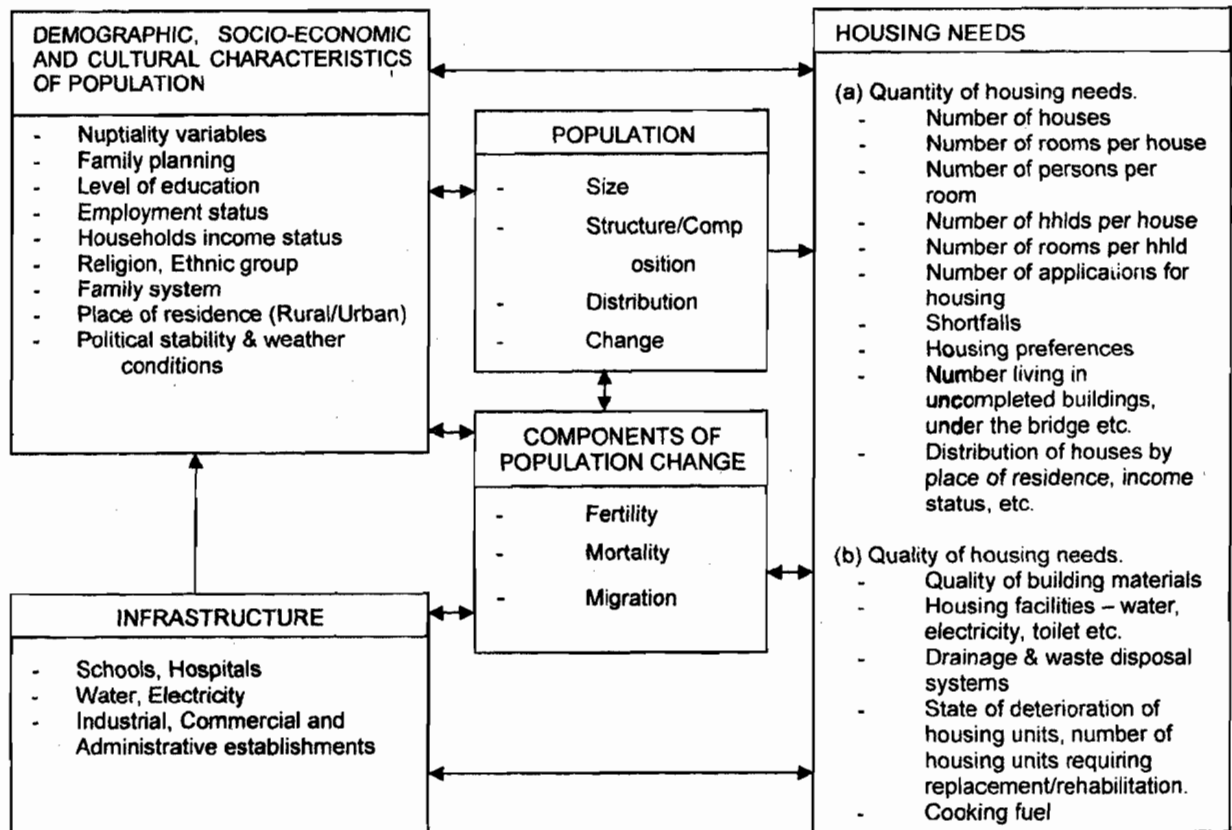 DEMOGRAPHIC, SOCIO-ECONOMIC
AND CULTURAL CHARACTERISTICS
OF POPULATION
- Nuptiality variables
- Family planning
- Level of education
- Employment status
- Households income status
- Religion, Ethnic group
- Family system
- Place of residence (Rural/Urban)
- Political stability & weather
conditions
POPULATION
- Size
- Structure/Comp
osition
- Distribution
- Change
COMPONENTS OF
POPULATION CHANGE
- Fertility
- Mortality
- Migration
INFRASTRUCTURE
- Schools, Hospitals
- Water, Electricity
- Industrial, Commercial and
Administrative establishments
HOUSING NEEDS
(a) Quantity of housing needs.
- Number of houses
- Number of rooms per house
- Number of persons per
room
- Number of hhlds per house
- Number of rooms per hhld
- Number of applications for
housing
- Shortfalls
- Housing preferences
- Number living in
uncompleted buildings,
under the bridge etc.
- Distribution of houses by
place of residence, income
status, etc.
(b) Quality of housing needs.
- Quality of building materials
- Housing facilities – water,
electricity, toilet etc.
- Drainage & waste disposal
systems
- State of deterioration of
housing units, number of
housing units requiring
replacement/rehabilitation.
- Cooking fuel